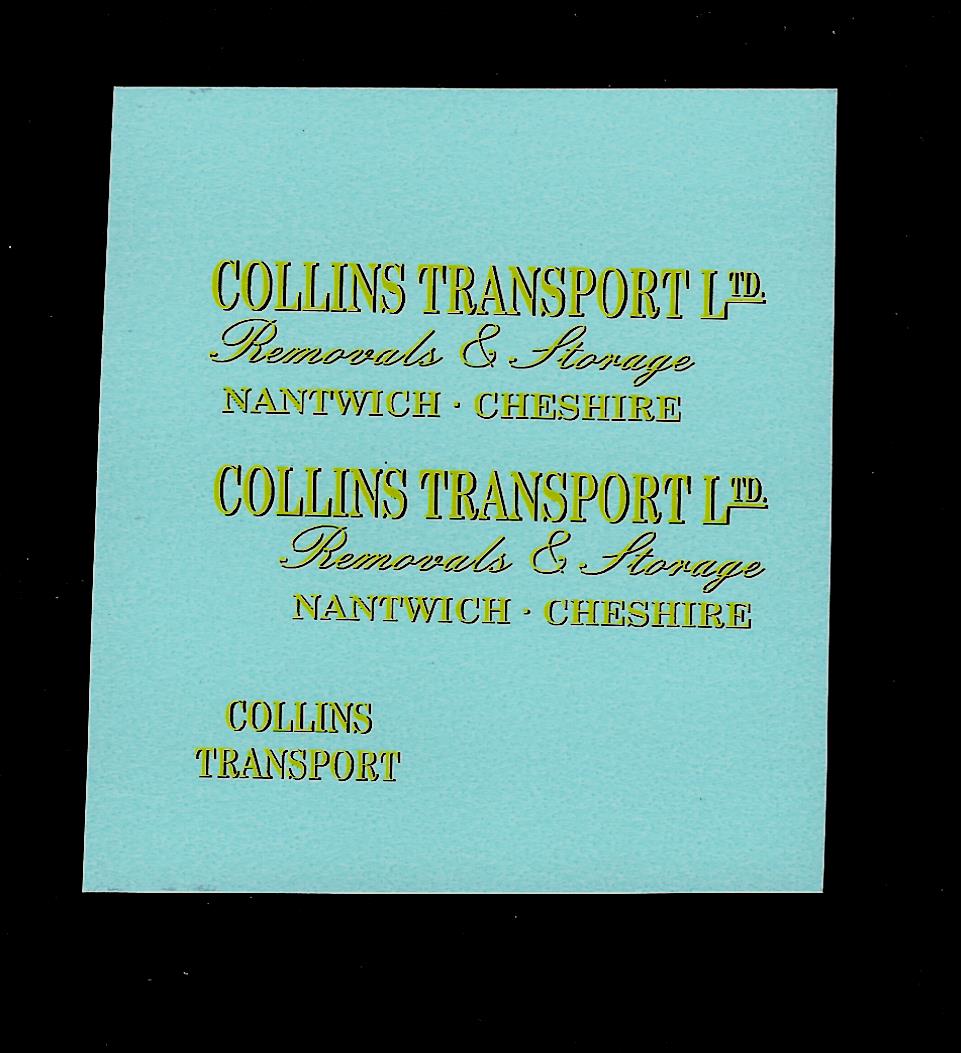 COLLINS TRANSPORT LTD.
Removals & Storage
NANTWICH · CHESHIRE
COLLINS TRANSPORT LTD.
Removals & Storage
NANTWICH · CHESHIRE
COLLINS
TRANSPORT